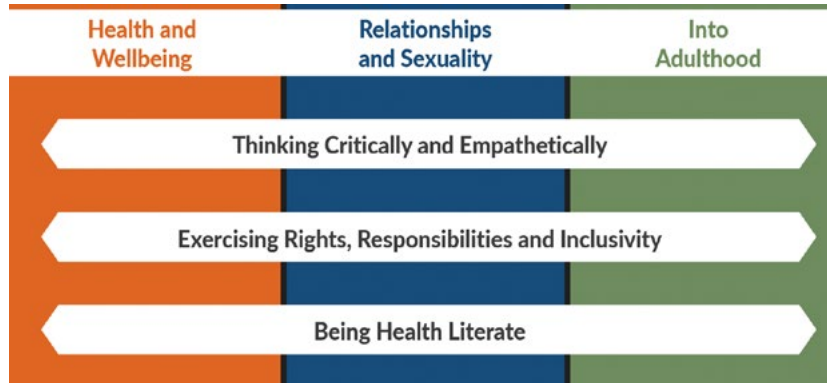 Health and
Wellbeing
Relationships
and Sexuality
Into
Adulthood
Thinking Critically and Empathetically
Exercising Rights, Responsibilities and Inclusivity
Being Health Literate